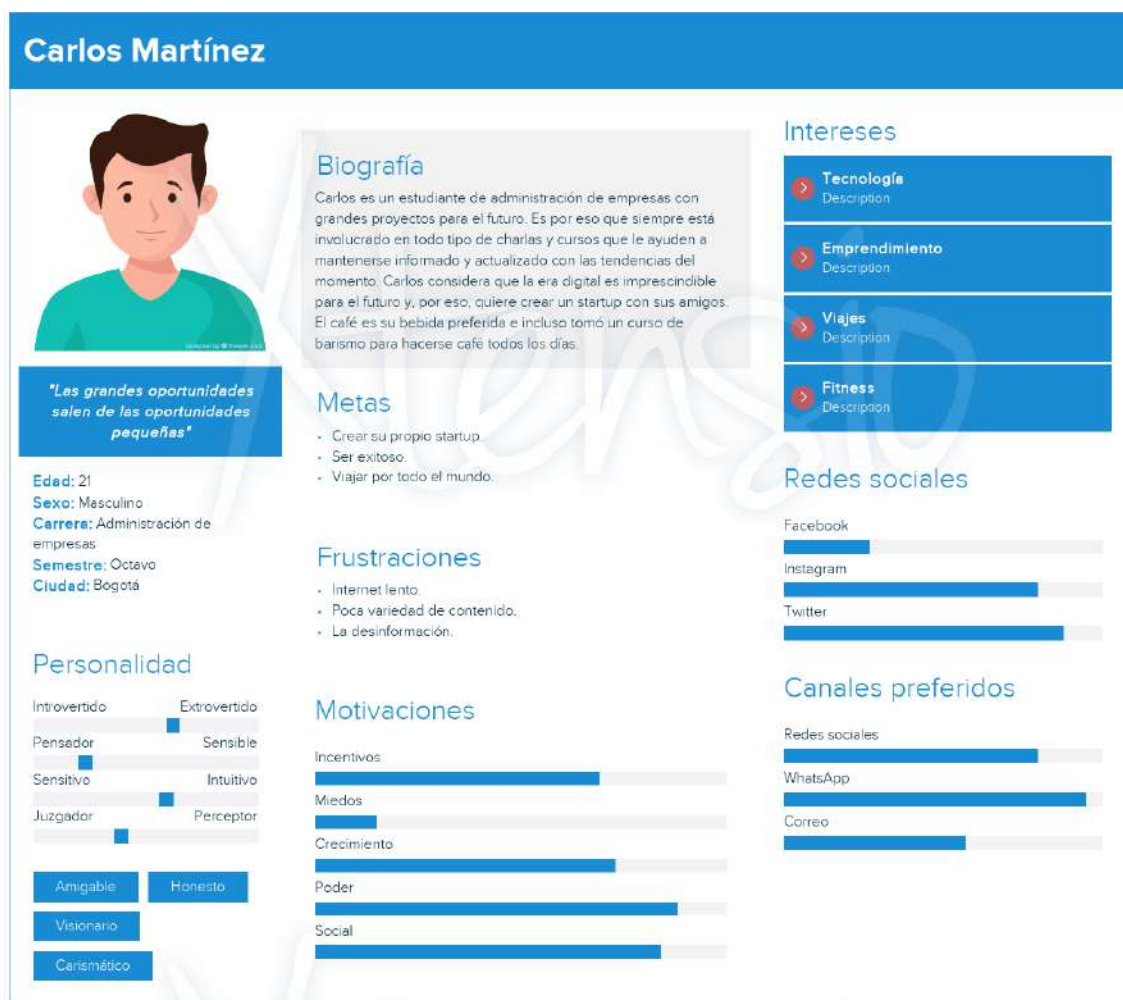 Carlos Martínez
designed by freepik.com
"Las grandes oportunidades
salen de las oportunidades
pequeñas"
Edad: 21
Sexo: Masculino
Carrera: Administración de
empresas
Semestre: Octavo
Ciudad: Bogotá
Personalidad
Introvertido Extrovertido
Pensador Sensible
Sensitivo Intuitivo
Juzgador Perceptor
Amigable Honesto
Visionario
Carismático
Biografía
Carlos es un estudiante de administración de empresas con
grandes proyectos para el futuro. Es por eso que siempre está
involucrado en todo tipo de charlas y cursos que le ayuden a
mantenerse informado y actualizado con las tendencias del
momento. Carlos considera que la era digital es imprescindible
para el futuro y, por eso, quiere crear un startup con sus amigos.
El café es su bebida preferida e incluso tomó un curso de
barismo para hacerse café todos los días.
Metas
- Crear su propio startup.
- Ser exitoso.
- Viajar por todo el mundo.
Frustraciones
- Internet lento.
- Poca variedad de contenido.
- La desinformación.
Motivaciones
Incentivos
Miedos
Crecimiento
Poder
Social
Intereses
Tecnología
Description
Emprendimiento
Description
Viajes
Description
Fitness
Description
Redes sociales
Facebook
Instagram
Twitter
Canales preferidos
Redes sociales
WhatsApp
Correo
Xtensio